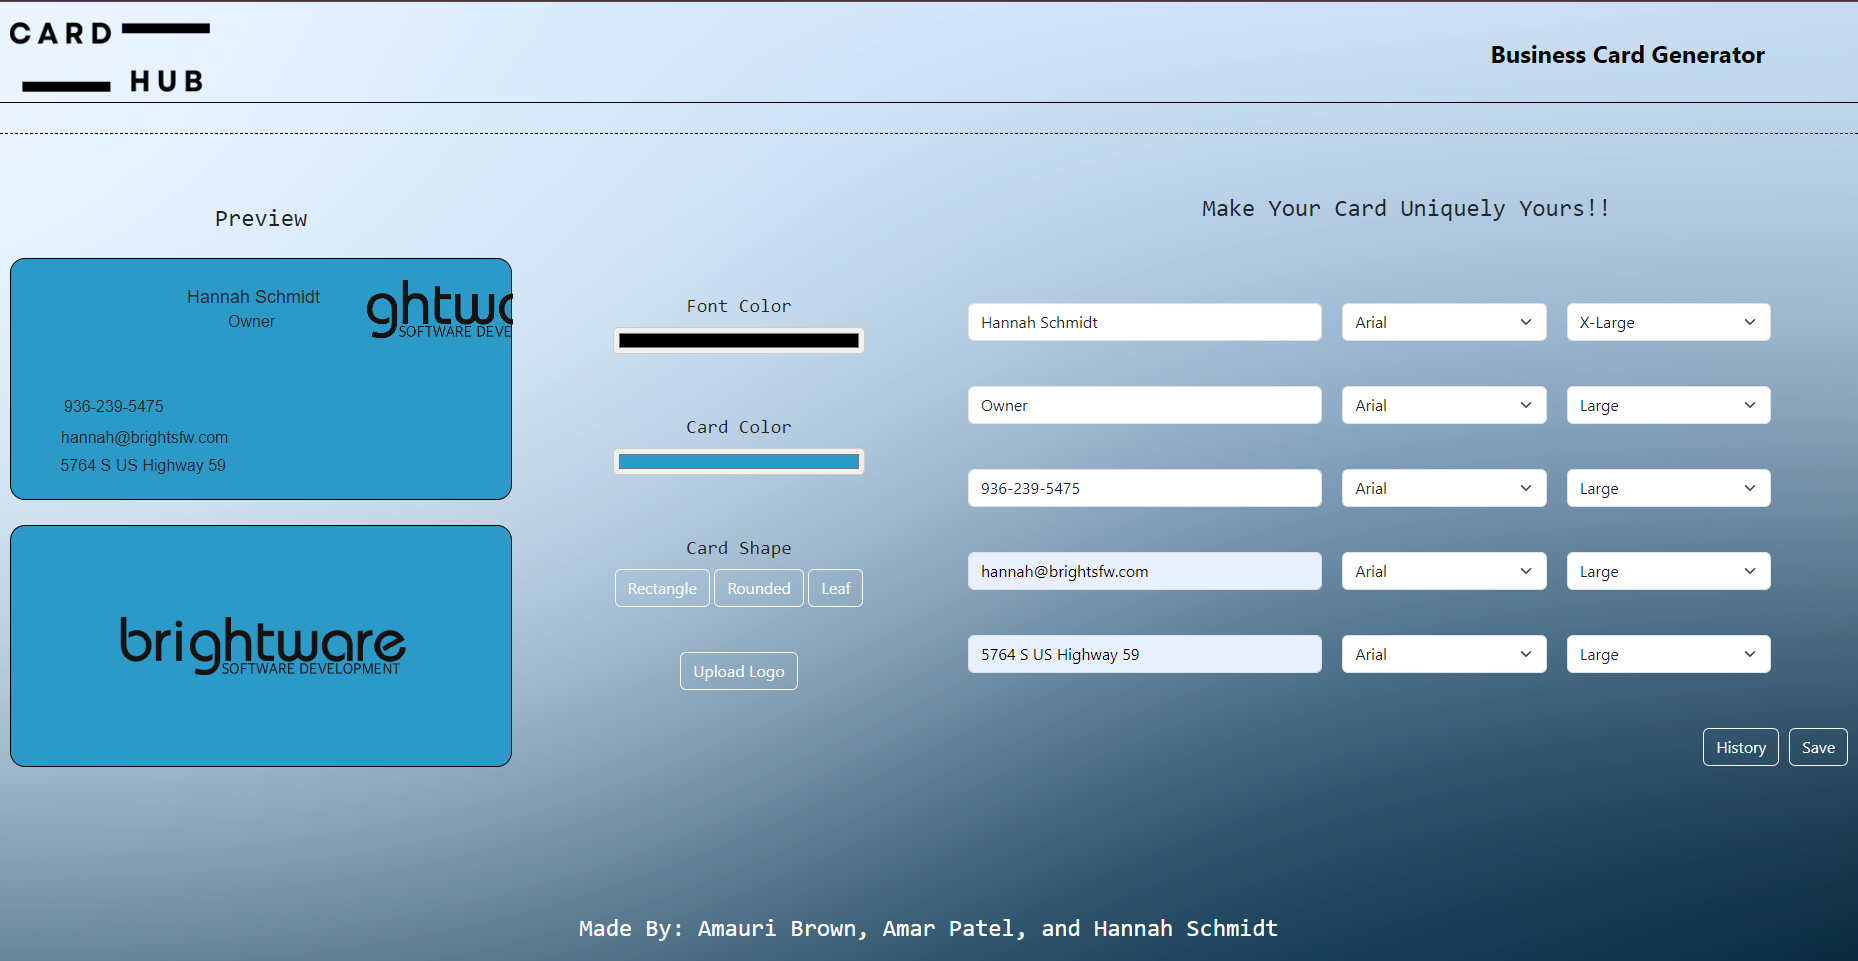 CARD
HUB
Business Card Generator
Preview
Make Your Card Uniquely Yours!!
Hannah Schmidt
Owner
ghtwa
SOFTWARE DEVE
936-239-5475
hannah@brightsfw.com
5764 S US Highway 59
brightware
SOFTWARE DEVELOPMENT
Font Color
Card Color
Card Shape
Rectangle Rounded Leaf
Upload Logo
Hannah Schmidt Arial X-Large
Owner Arial Large
936-239-5475 Arial Large
hannah@brightsfw.com Arial Large
5764 S US Highway 59 Arial Large
History Save
Made By: Amauri Brown, Amar Patel, and Hannah Schmidt